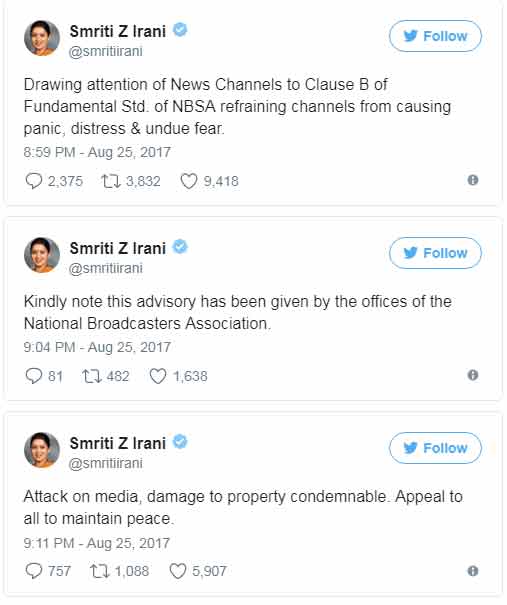 Smriti Z Irani
@smritiirani
Follow
Drawing attention of News Channels to Clause B of
Fundamental Std. of NBSA refraining channels from causing
panic, distress & undue fear.
8:59 PM - Aug 25, 2017
2,375 3,832 9,418
Smriti Z Irani
@smritiirani
Follow
Kindly note this advisory has been given by the offices of the
National Broadcasters Association.
9:04 PM - Aug 25, 2017
81 482 1,638
Smriti Z Irani
@smritiirani
Follow
Attack on media, damage to property condemnable. Appeal to
all to maintain peace.
9:11 PM - Aug 25, 2017
757 1,088 5,907